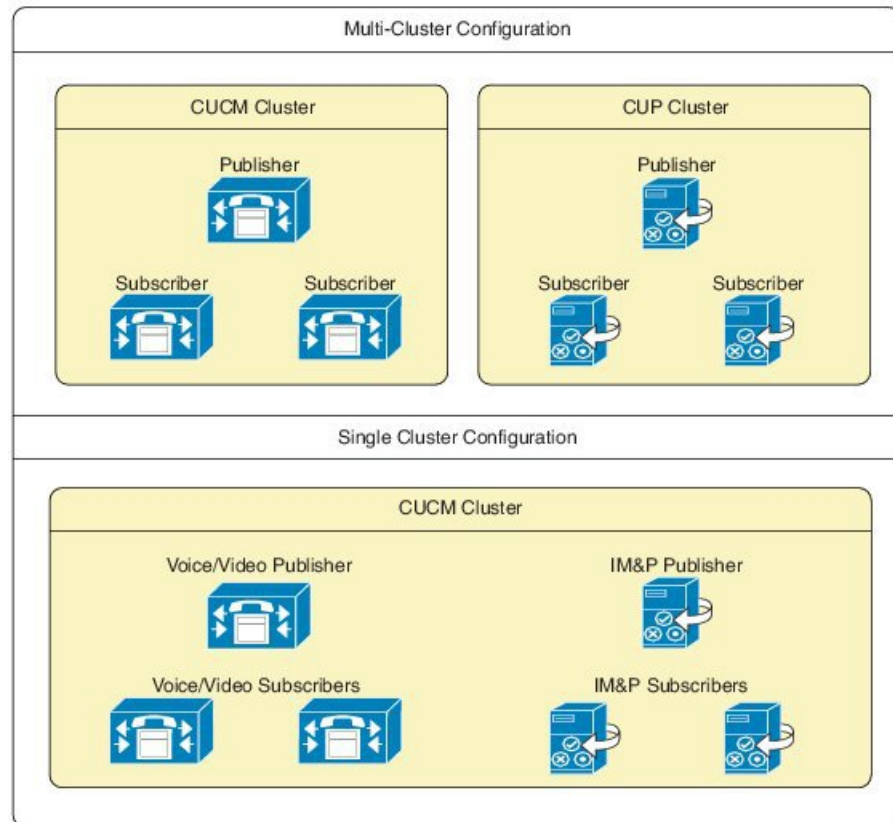 Multi-Cluster Configuration
CUCM Cluster
CUP Cluster
Publisher
Publisher
Subscriber
Subscriber
Subscriber
Subscriber
Single Cluster Configuration
CUCM Cluster
Voice/Video Publisher
IM&P Publisher
Voice/Video Subscribers
IM&P Subscribers